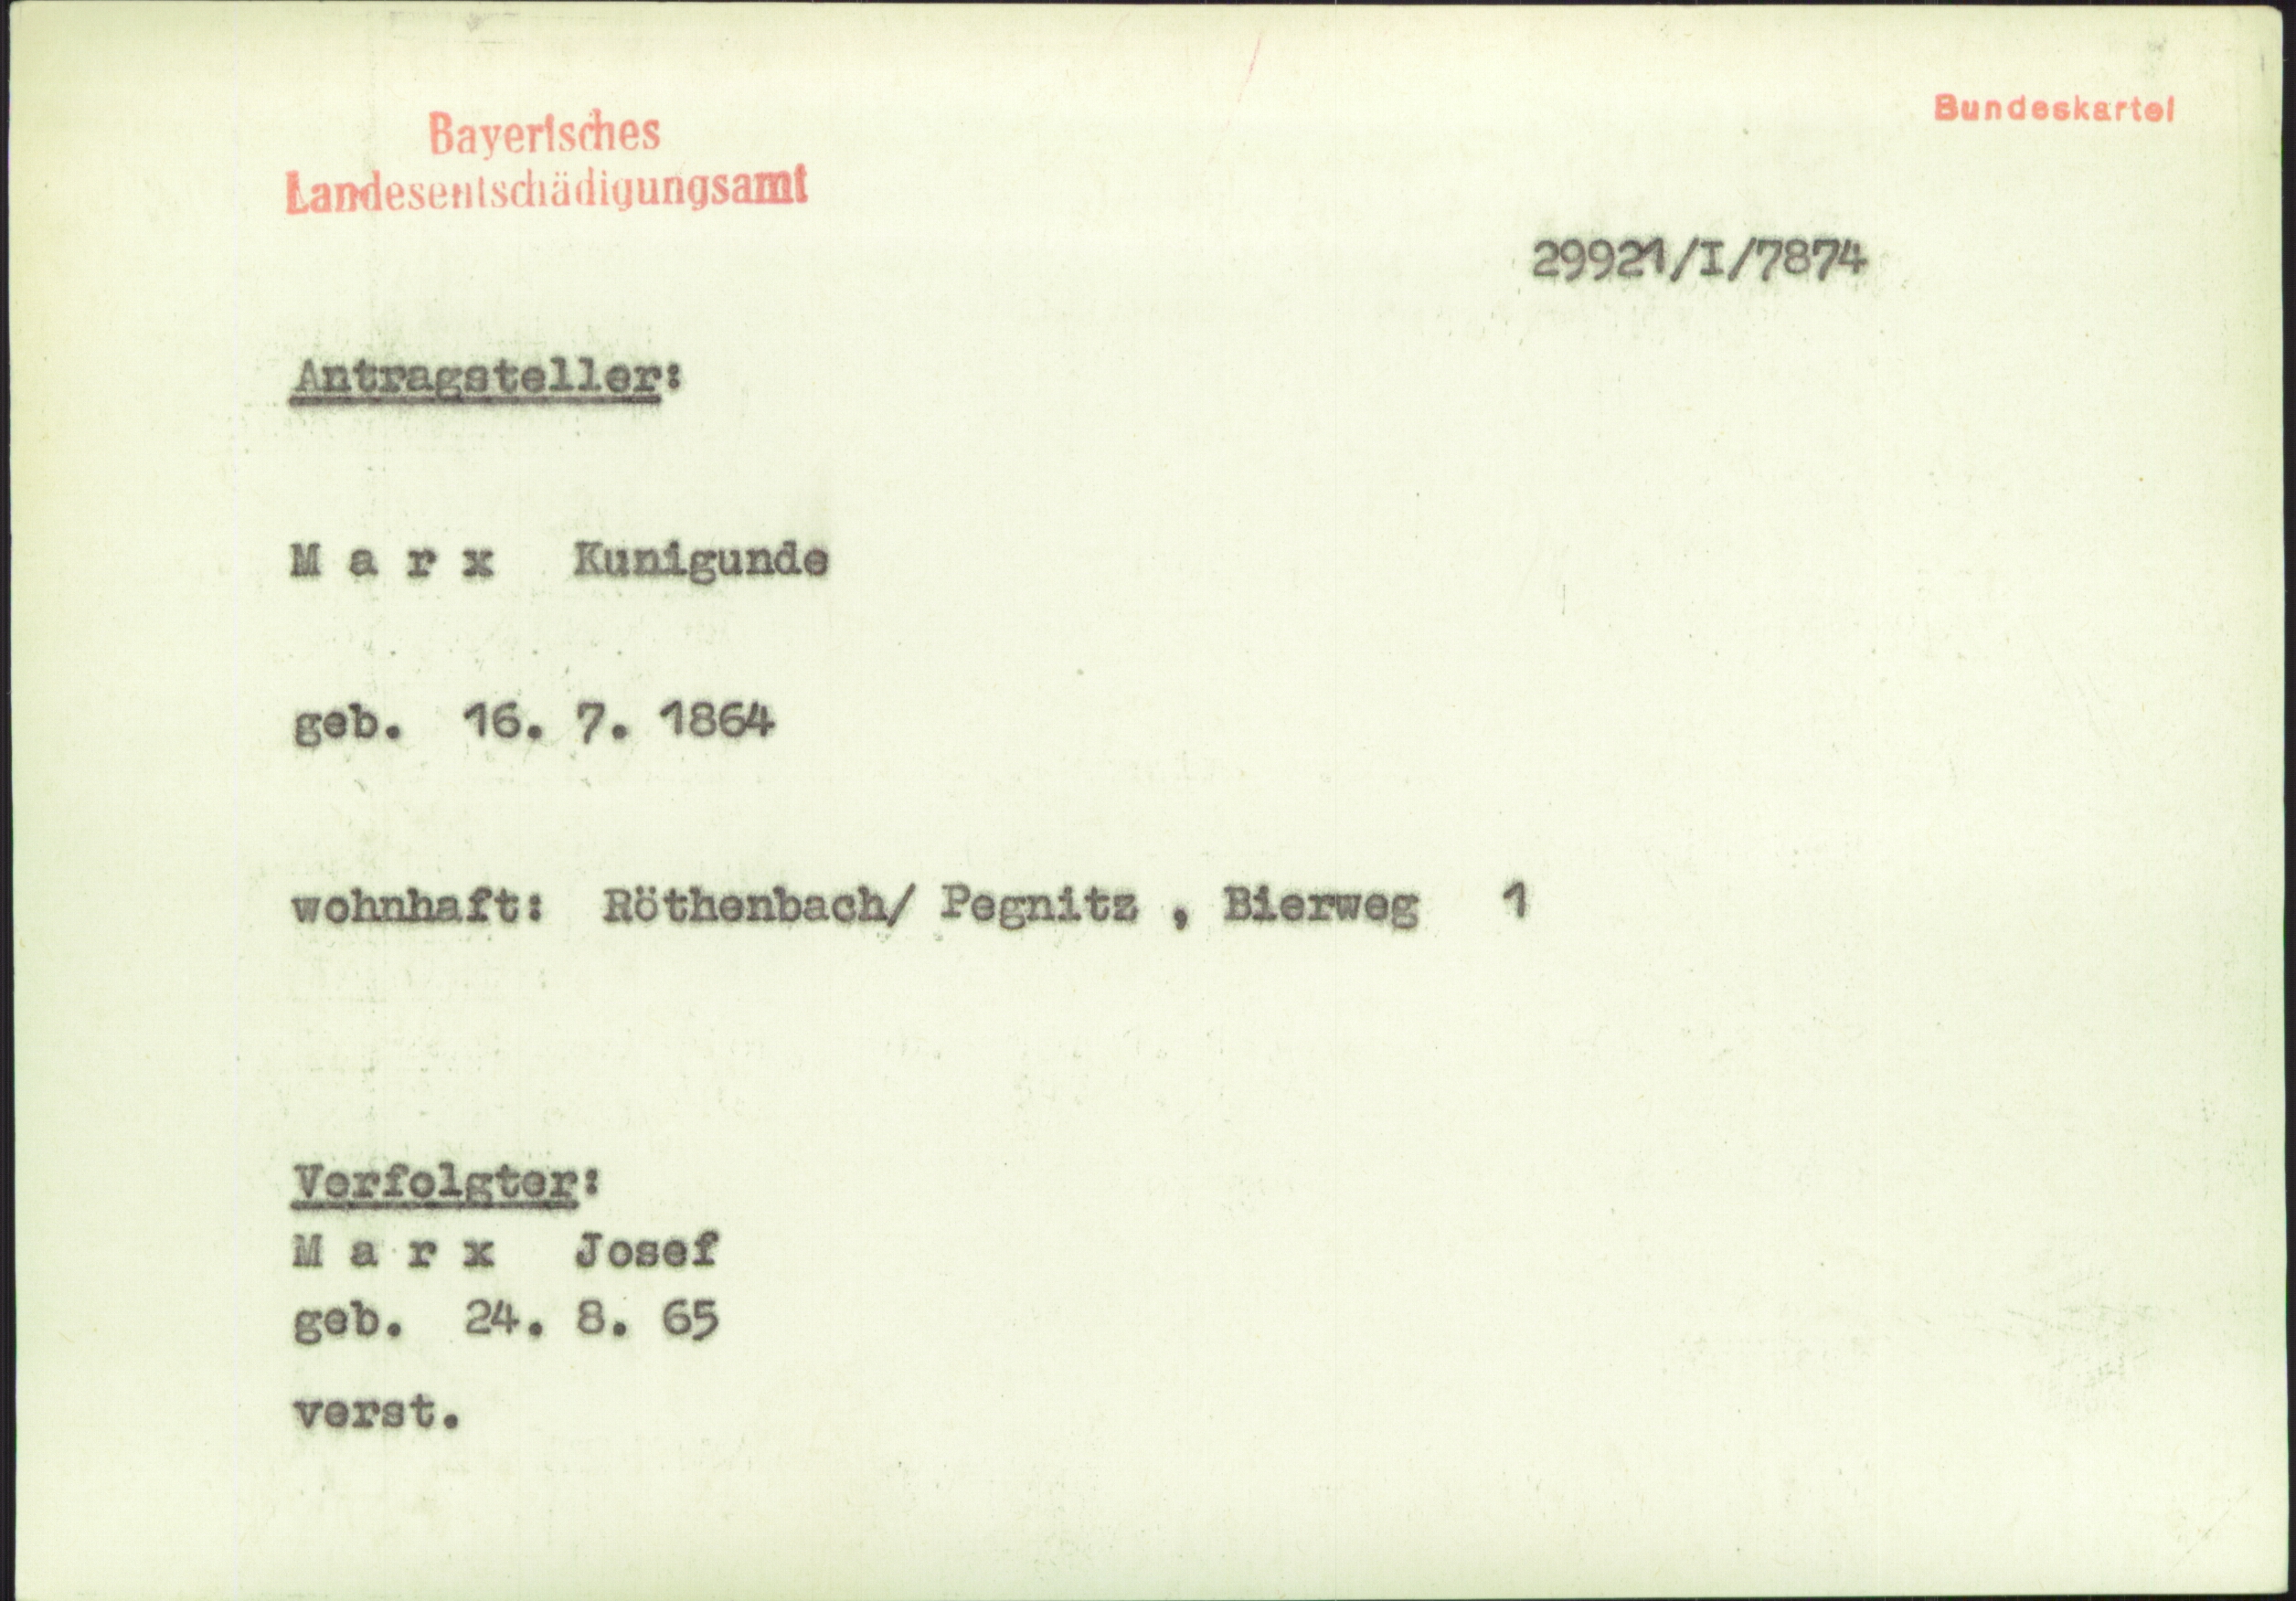 Bayerisches
Landesentschädigungsamt
Bundeskartei
29921/I/7874
Antragsteller:
M a r x Kunigunde
geb. 16. 7. 1864
wohnhaft: Röthenbach/ Pegnitz , Bierweg 1
Verfolgter:
M a r x Josef
geb. 24. 8. 65
verst.